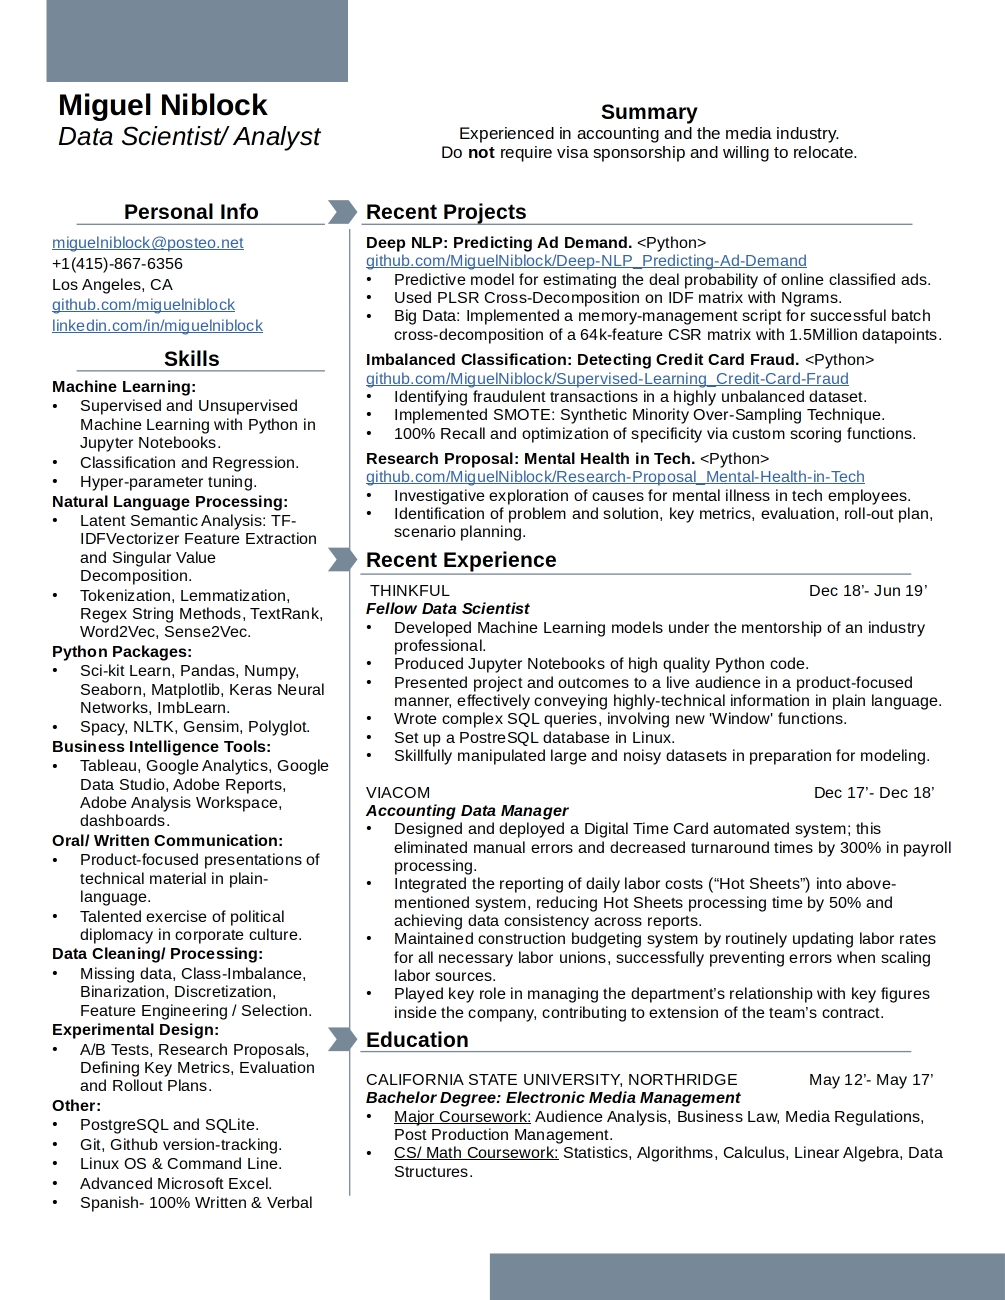 Miguel Niblock
Data Scientist/ Analyst
Summary
Experienced in accounting and the media industry.
Do not require visa sponsorship and willing to relocate.
Personal Info
miguelniblock@posteo.net
+1(415)-867-6356
Los Angeles, CA
github.com/miguelniblock
linkedin.com/in/miguelniblock
Skills
Machine Learning:
• Supervised and Unsupervised
Machine Learning with Python in
Jupyter Notebooks.
• Classification and Regression.
• Hyper-parameter tuning.
Natural Language Processing:
• Latent Semantic Analysis: TF-
IDFVectorizer Feature Extraction
and Singular Value
Decomposition.
• Tokenization, Lemmatization,
Regex String Methods, TextRank,
Word2Vec, Sense2Vec.
Python Packages:
• Sci-kit Learn, Pandas, Numpy,
Seaborn, Matplotlib, Keras Neural
Networks, ImbLearn.
• Spacy, NLTK, Gensim, Polyglot.
Business Intelligence Tools:
• Tableau, Google Analytics, Google
Data Studio, Adobe Reports,
Adobe Analysis Workspace,
dashboards.
Oral/ Written Communication:
• Product-focused presentations of
technical material in plain-
language.
• Talented exercise of political
diplomacy in corporate culture.
Data Cleaning/ Processing:
• Missing data, Class-Imbalance,
Binarization, Discretization,
Feature Engineering / Selection.
Experimental Design:
• A/B Tests, Research Proposals,
Defining Key Metrics, Evaluation
and Rollout Plans.
Other:
• PostgreSQL and SQLite.
• Git, Github version-tracking.
• Linux OS & Command Line.
• Advanced Microsoft Excel.
• Spanish- 100% Written & Verbal
Recent Projects
Deep NLP: Predicting Ad Demand. <Python>
github.com/MiguelNiblock/Deep-NLP_Predicting-Ad-Demand
• Predictive model for estimating the deal probability of online classified ads.
• Used PLSR Cross-Decomposition on IDF matrix with Ngrams.
• Big Data: Implemented a memory-management script for successful batch
cross-decomposition of a 64k-feature CSR matrix with 1.5Million datapoints.
Imbalanced Classification: Detecting Credit Card Fraud. <Python>
github.com/MiguelNiblock/Supervised-Learning_Credit-Card-Fraud
• Identifying fraudulent transactions in a highly unbalanced dataset.
• Implemented SMOTE: Synthetic Minority Over-Sampling Technique.
• 100% Recall and optimization of specificity via custom scoring functions.
Research Proposal: Mental Health in Tech. <Python>
github.com/MiguelNiblock/Research-Proposal_Mental-Health-in-Tech
• Investigative exploration of causes for mental illness in tech employees.
• Identification of problem and solution, key metrics, evaluation, roll-out plan,
scenario planning.
Recent Experience
THINKFUL Dec 18’- Jun 19’
Fellow Data Scientist
• Developed Machine Learning models under the mentorship of an industry
professional.
• Produced Jupyter Notebooks of high quality Python code.
• Presented project and outcomes to a live audience in a product-focused
manner, effectively conveying highly-technical information in plain language.
• Wrote complex SQL queries, involving new 'Window' functions.
• Set up a PostreSQL database in Linux.
• Skillfully manipulated large and noisy datasets in preparation for modeling.
VIACOM Dec 17’- Dec 18’
Accounting Data Manager
• Designed and deployed a Digital Time Card automated system; this
eliminated manual errors and decreased turnaround times by 300% in payroll
processing.
• Integrated the reporting of daily labor costs (“Hot Sheets”) into above-
mentioned system, reducing Hot Sheets processing time by 50% and
achieving data consistency across reports.
• Maintained construction budgeting system by routinely updating labor rates
for all necessary labor unions, successfully preventing errors when scaling
labor sources.
• Played key role in managing the department’s relationship with key figures
inside the company, contributing to extension of the team’s contract.
Education
CALIFORNIA STATE UNIVERSITY, NORTHRIDGE May 12’- May 17’
Bachelor Degree: Electronic Media Management
• Major Coursework: Audience Analysis, Business Law, Media Regulations,
Post Production Management.
• CS/ Math Coursework: Statistics, Algorithms, Calculus, Linear Algebra, Data
Structures.